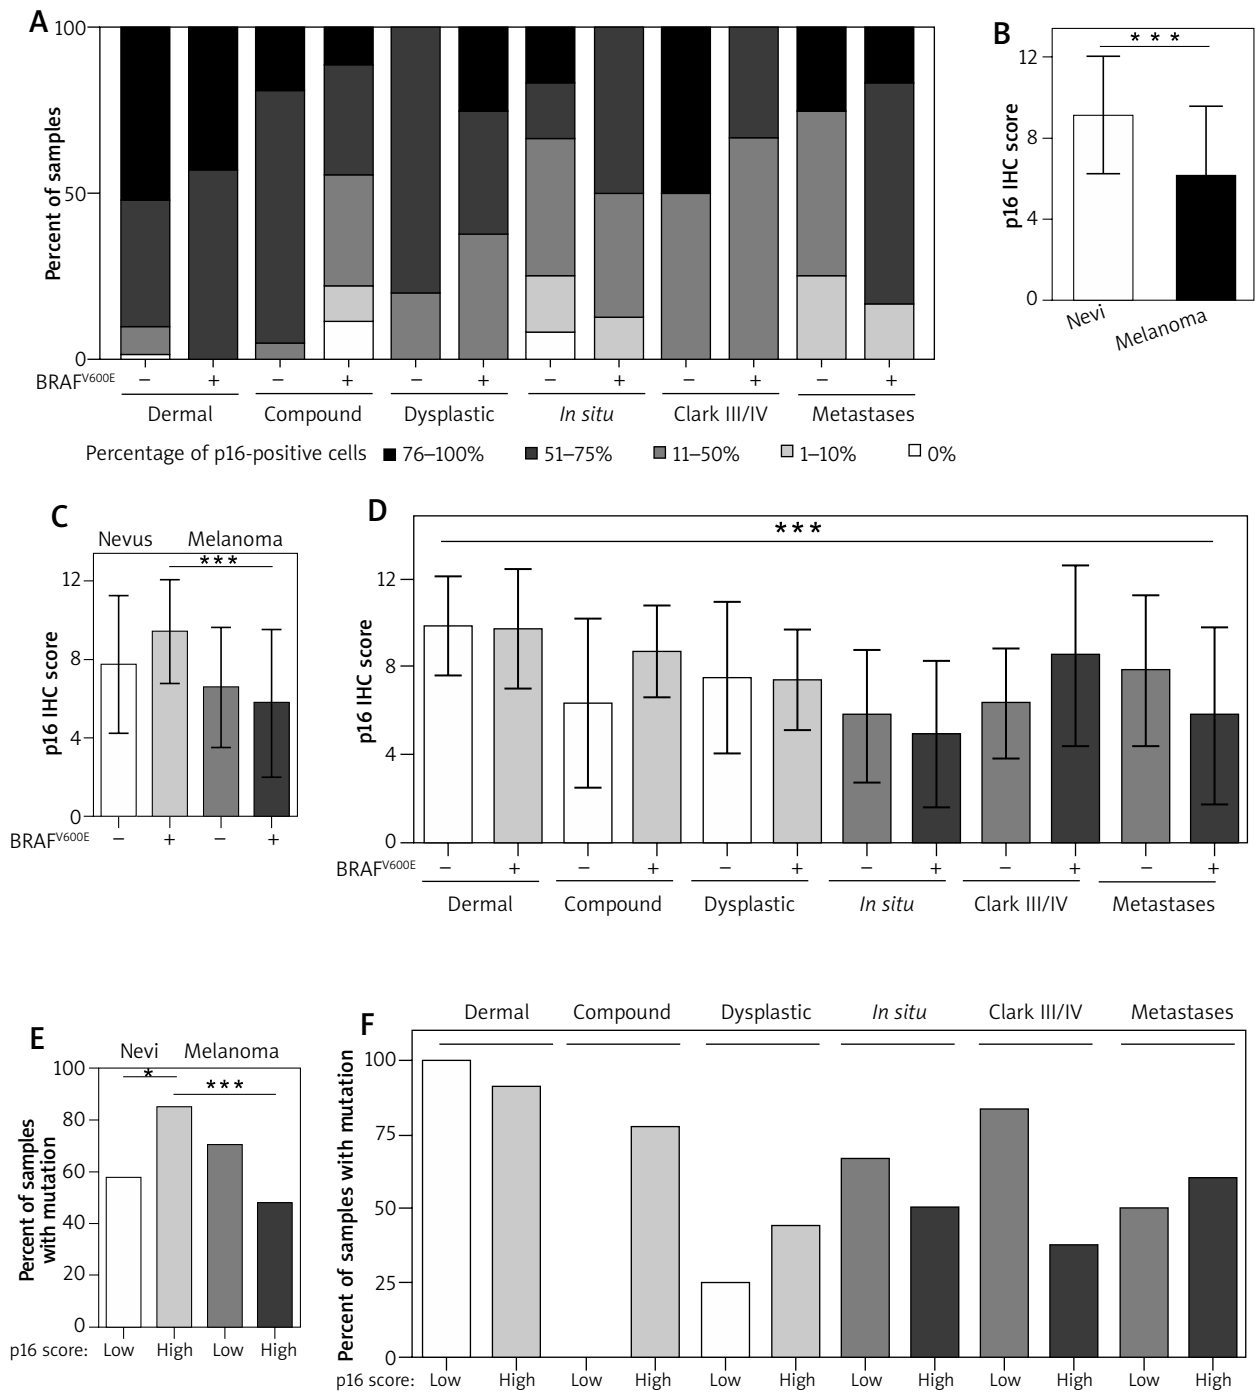 A
B
Percent of samples
100
50
0
BRAFV600E – + – + – + – + – + – +
Dermal Compound Dysplastic In situ Clark III/IV Metastases
Percentage of p16-positive cells 76–100% 51–75% 11–50% 1–10% 0%
p16 IHC score
12
8
4
0
* * *
Nevi
Melanoma
C
Nevus Melanoma
***
p16 IHC score
12
8
4
0
BRAFV600E – + – +
D
***
p16 IHC score
12
8
4
0
BRAFV600E – + – + – + – + – + – +
Dermal Compound Dysplastic In situ Clark III/IV Metastases
E
Nevi Melanoma
*
***
Percent of samples
with mutation
100
80
60
40
20
0
p16 score: Low High Low High
F
Dermal Compound Dysplastic In situ Clark III/IV Metastases
Percent of samples with mutation
100
75
50
25
0
p16 score: Low High Low High Low High Low High Low High Low High